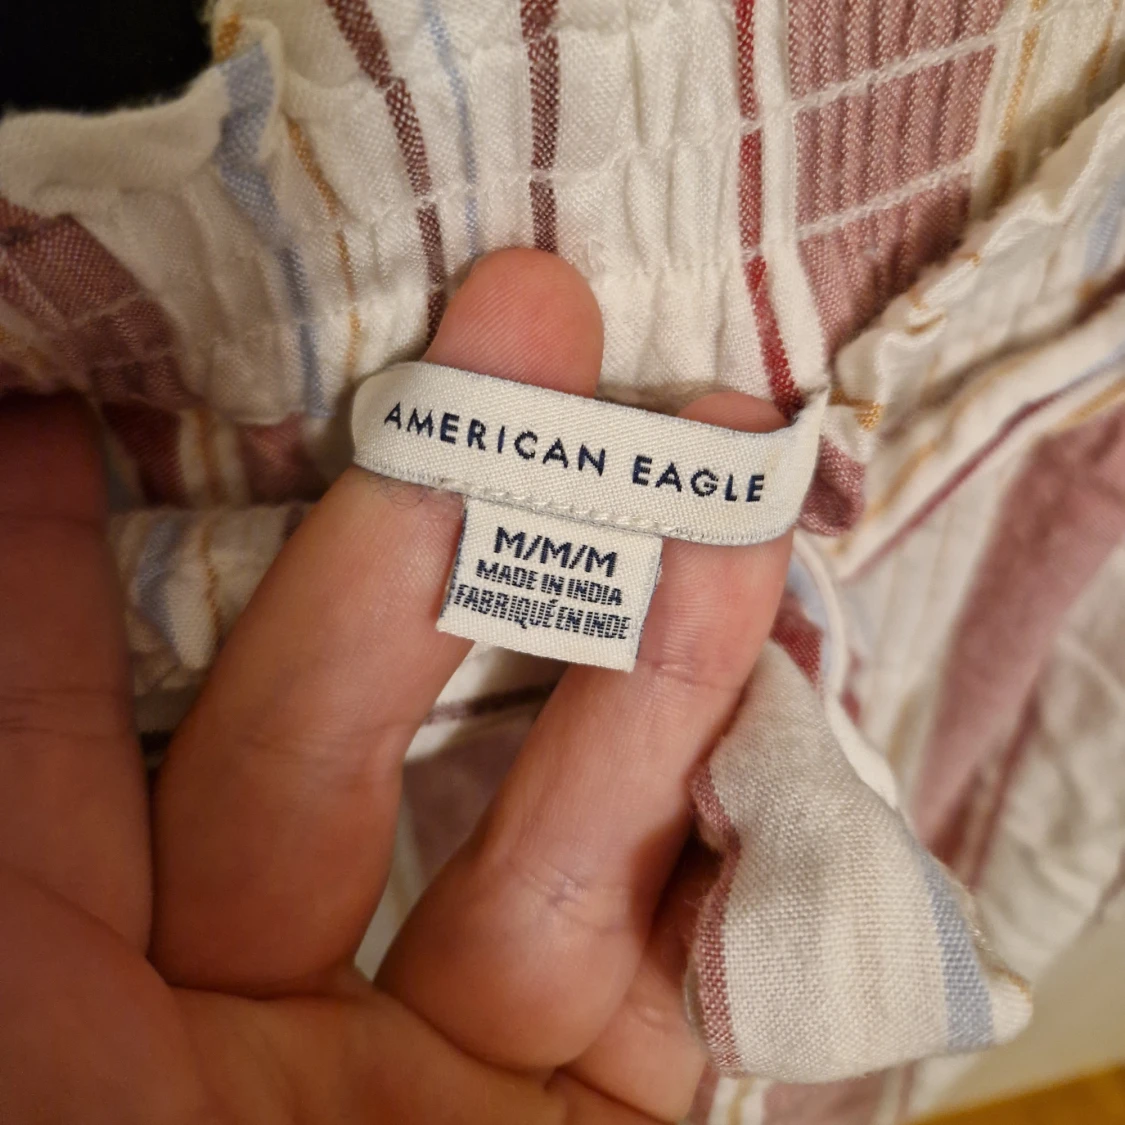 AMERICAN EAGLE
M/M/M
MADE IN INDIA
FABRIQUÉ EN INDE